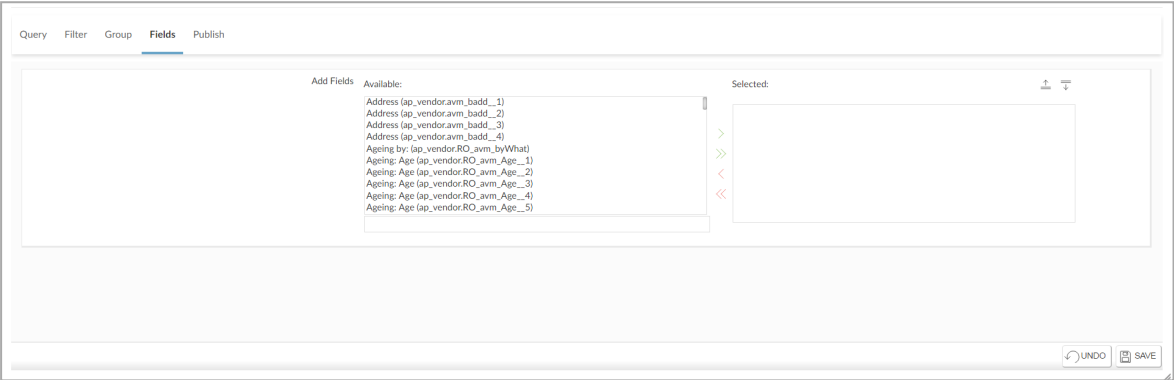 Query Filter Group Fields Publish
Add Fields Available: Selected:
Address (ap_vendor.avm_badd__1)
Address (ap_vendor.avm_badd__2)
Address (ap_vendor.avm_badd__3)
Address (ap_vendor.avm_badd__4)
Ageing by: (ap_vendor.RO_avm_byWhat)
Ageing: Age (ap_vendor.RO_avm_Age__1)
Ageing: Age (ap_vendor.RO_avm_Age__2)
Ageing: Age (ap_vendor.RO_avm_Age__3)
Ageing: Age (ap_vendor.RO_avm_Age__4)
Ageing: Age (ap_vendor.RO_avm_Age__5)
UNDO SAVE